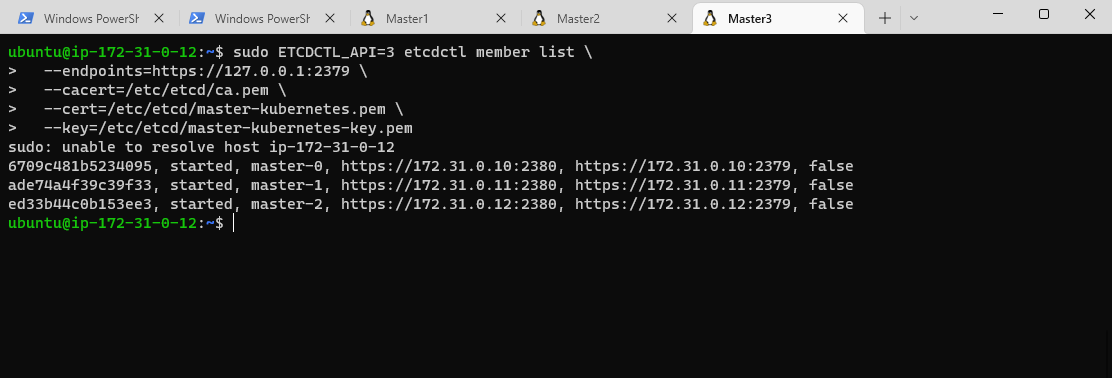 Windows PowerSh
Windows PowerSh
Master1
Master2
Master3
ubuntu@ip-172-31-0-12:~$ sudo ETCDCTL_API=3 etcdctl member list \
>   --endpoints=https://127.0.0.1:2379 \
>   --cacert=/etc/etcd/ca.pem \
>   --cert=/etc/etcd/master-kubernetes.pem \
>   --key=/etc/etcd/master-kubernetes-key.pem
sudo: unable to resolve host ip-172-31-0-12
6709c481b5234095, started, master-0, https://172.31.0.10:2380, https://172.31.0.10:2379, false
ade74a4f39c39f33, started, master-1, https://172.31.0.11:2380, https://172.31.0.11:2379, false
ed33b44c0b153ee3, started, master-2, https://172.31.0.12:2380, https://172.31.0.12:2379, false
ubuntu@ip-172-31-0-12:~$